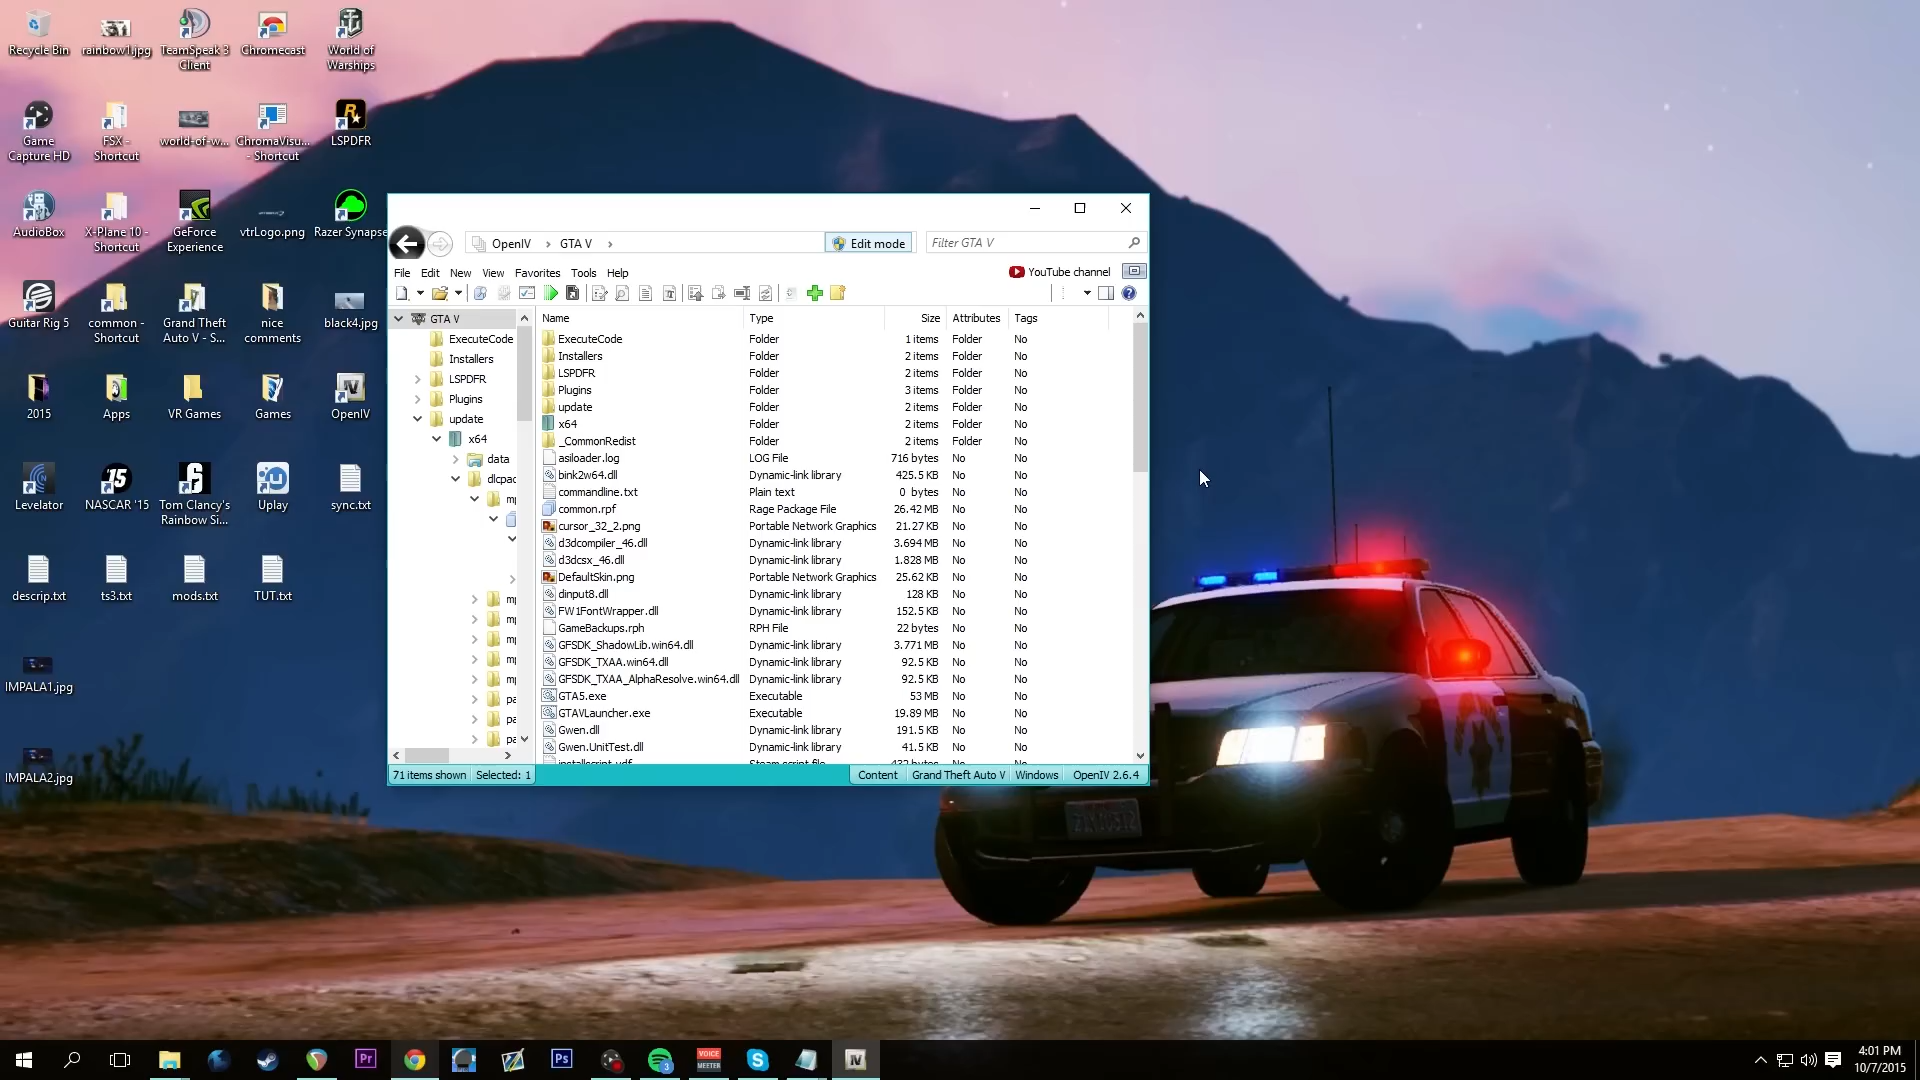 Recycle Bin
rainbow1.jpg
TeamSpeak 3
Client
Chromecast
World of
Warships
Game
Capture HD
FSX -
Shortcut
world-of-w...
ChromaVisu...
- Shortcut
LSPDFR
AudioBox
X-Plane 10 -
Shortcut
GeForce
Experience
vtrLogo.png
Razer Synapse
Guitar Rig 5
common -
Shortcut
Grand Theft
Auto V - S...
nice
comments
black4.jpg
2015
Apps
VR Games
Games
OpenIV
Levelator
NASCAR '15
Tom Clancy's
Rainbow Si...
Uplay
sync.txt
descrip.txt
ts3.txt
mods.txt
TUT.txt
IMPALA1.jpg
IMPALA2.jpg
OpenIV
GTA V
Edit mode
Filter GTA V
File Edit New View Favorites Tools Help
YouTube channel
GTA V
ExecuteCode
Installers
LSPDFR
Plugins
update
x64
data
dlcpac
Name Type Size Attributes Tags
ExecuteCode Folder 1 items Folder No
Installers Folder 2 items Folder No
LSPDFR Folder 2 items Folder No
Plugins Folder 3 items Folder No
update Folder 2 items Folder No
x64 Folder 2 items Folder No
_CommonRedist Folder 2 items Folder No
asiloader.log LOG File 716 bytes No No
bink2w64.dll Dynamic-link library 425.5 KB No No
commandline.txt Plain text 0 bytes No No
common.rpf Rage Package File 26.42 MB No No
cursor_32_2.png Portable Network Graphics 21.27 KB No No
d3dcompiler_46.dll Dynamic-link library 3.694 MB No No
d3dcsx_46.dll Dynamic-link library 1.828 MB No No
DefaultSkin.png Portable Network Graphics 25.62 KB No No
dinput8.dll Dynamic-link library 128 KB No No
FW1FontWrapper.dll Dynamic-link library 152.5 KB No No
GameBackups.rph RPH File 22 bytes No No
GFSDK_ShadowLib.win64.dll Dynamic-link library 3.771 MB No No
GFSDK_TXAA.win64.dll Dynamic-link library 92.5 KB No No
GFSDK_TXAA_AlphaResolve.win64.dll Dynamic-link library 92.5 KB No No
GTA5.exe Executable 53 MB No No
GTAVLauncher.exe Executable 19.89 MB No No
Gwen.dll Dynamic-link library 191.5 KB No No
Gwen.UnitTest.dll Dynamic-link library 41.5 KB No No
71 items shown Selected: 1
Content Grand Theft Auto V Windows OpenIV 2.6.4
Pr
Ps
3
VOICE
MEETER
4:01 PM
10/7/2015